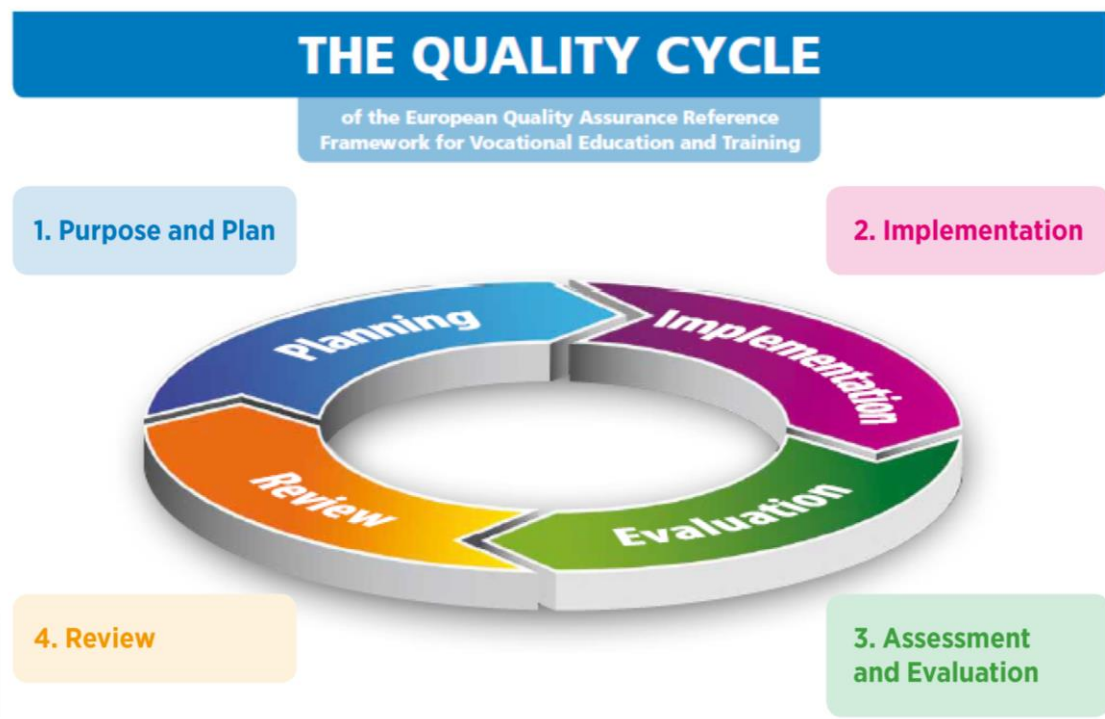 THE QUALITY CYCLE
of the European Quality Assurance Reference
Framework for Vocational Education and Training
1. Purpose and Plan
2. Implementation
Planning
Implementation
Review
Evaluation
4. Review
3. Assessment
and Evaluation